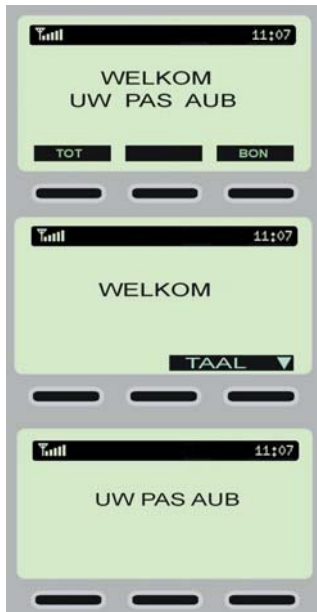 11:07
WELKOM
UW PAS AUB
TOT BON
11:07
WELKOM
TAAL
11:07
UW PAS AUB